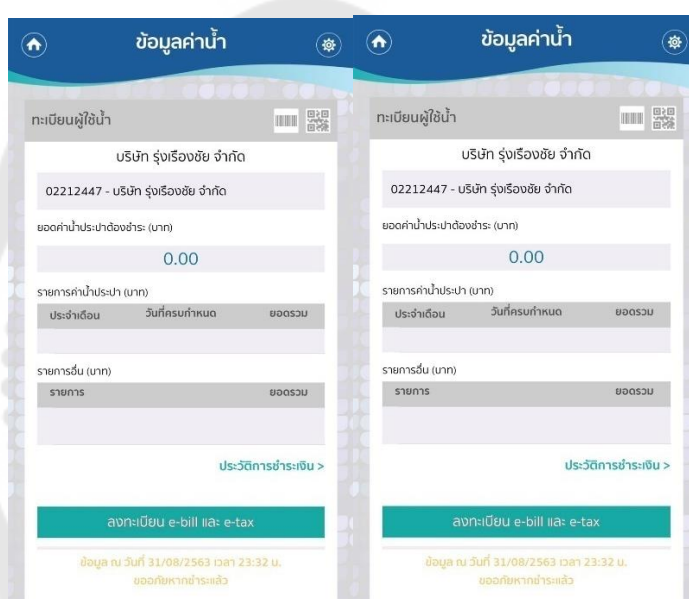 ข้อมูลค่าน้ำ
ทะเบียนผู้ใช้น้ำ
บริษัท รุ่งเรืองชัย จำกัด
02212447 - บริษัท รุ่งเรืองชัย จำกัด
ยอดค่าน้ำประปาต้องชำระ (บาท)
0.00
รายการค่าน้ำประปา (บาท)
ประจำเดือน วันที่ครบกำหนด ยอดรวม
รายการอื่น (บาท)
รายการ ยอดรวม
ประวัติการชำระเงิน >
ลงทะเบียน e-bill และ e-tax
ข้อมูล ณ วันที่ 31/08/2563 เวลา 23:32 น.
ขออภัยหากชำระแล้ว
ข้อมูลค่าน้ำ
ทะเบียนผู้ใช้น้ำ
บริษัท รุ่งเรืองชัย จำกัด
02212447 - บริษัท รุ่งเรืองชัย จำกัด
ยอดค่าน้ำประปาต้องชำระ (บาท)
0.00
รายการค่าน้ำประปา (บาท)
ประจำเดือน วันที่ครบกำหนด ยอดรวม
รายการอื่น (บาท)
รายการ ยอดรวม
ประวัติการชำระเงิน >
ลงทะเบียน e-bill และ e-tax
ข้อมูล ณ วันที่ 31/08/2563 เวลา 23:32 น.
ขออภัยหากชำระแล้ว